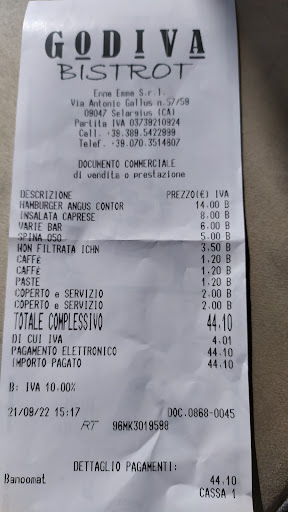 GODIVA
BISTROT
Enne Emme S.r.l.
Via Antonio Gallus n.57/59
09047 Selargius (CA)
Partita IVA 03739210924
Cell. +39.389.5422999
Telef. +39.070.3514807
DOCUMENTO COMMERCIALE
di vendita o prestazione
DESCRIZIONE PREZZO(€) IVA
HAMBURGER ANGUS CONTOR 14.00 B
INSALATA CAPRESE 8.00 B
VARIE BAR 6.00 B
SPINA 050 5.00 B
NON FILTRATA ICHN 3.50 B
CAFFÈ 1.20 B
CAFFÈ 1.20 B
PASTE 1.20 B
COPERTO e SERVIZIO 2.00 B
COPERTO e SERVIZIO 2.00 B
TOTALE COMPLESSIVO 44.10
DI CUI IVA 4.01
PAGAMENTO ELETTRONICO 44.10
IMPORTO PAGATO 44.10
B: IVA 10.00%
21/09/22 15:17 DOC.0868-0045
RT 96MK3019598
DETTAGLIO PAGAMENTI:
Bancomat 44.10
CASSA 1